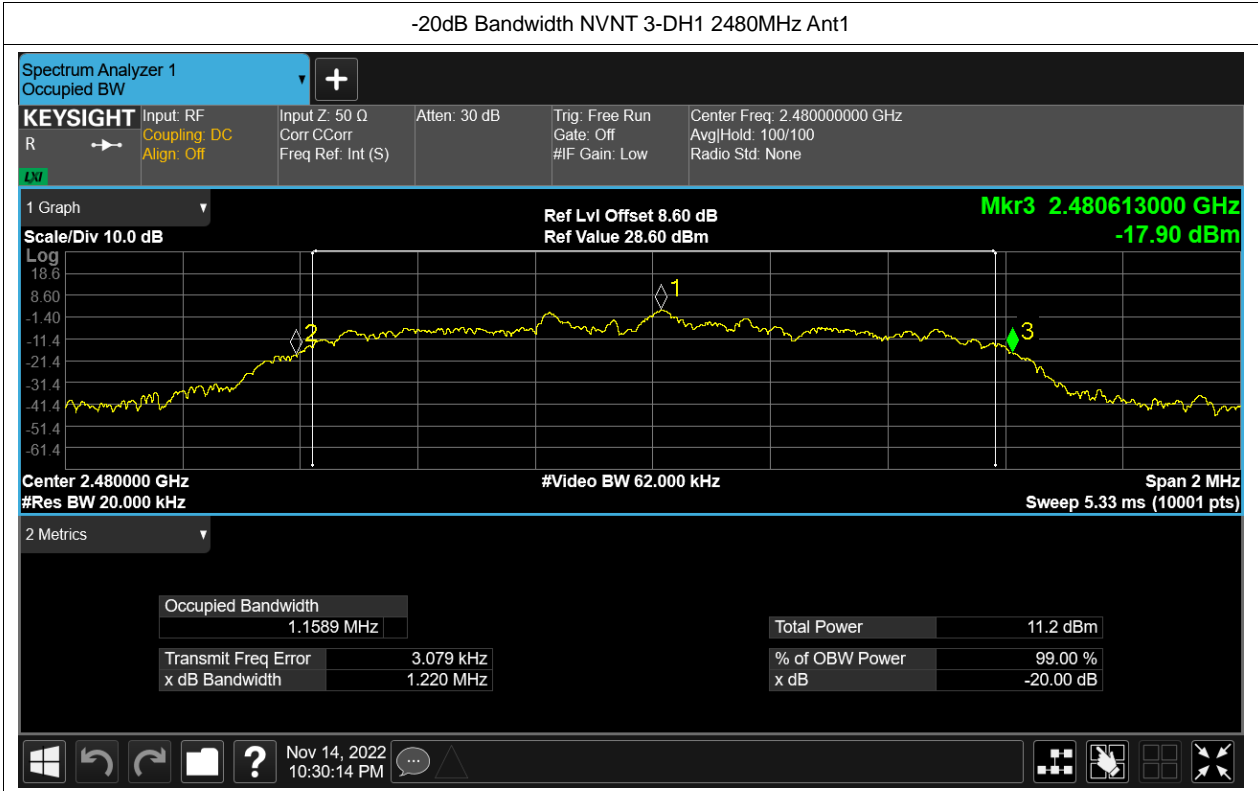 -20dB Bandwidth NVNT 3-DH1 2480MHz Ant1
Spectrum Analyzer 1
Occupied BW
KEYSIGHT
R
LXI
Input: RF
Coupling: DC
Align: Off
Input Z: 50 Ω
Corr CCorr
Freq Ref: Int (S)
Atten: 30 dB
Trig: Free Run
Gate: Off
#IF Gain: Low
Center Freq: 2.480000000 GHz
Avg|Hold: 100/100
Radio Std: None
1 Graph
Scale/Div 10.0 dB
Ref Lvl Offset 8.60 dB
Ref Value 28.60 dBm
Mkr3 2.480613000 GHz
-17.90 dBm
Log
18.6
8.60
-1.40
-11.4
-21.4
-31.4
-41.4
-51.4
-61.4
1
2
3
Center 2.480000 GHz
#Res BW 20.000 kHz
#Video BW 62.000 kHz
Span 2 MHz
Sweep 5.33 ms (10001 pts)
2 Metrics
Occupied Bandwidth
1.1589 MHz
Transmit Freq Error 3.079 kHz
x dB Bandwidth 1.220 MHz
Total Power 11.2 dBm
% of OBW Power 99.00 %
x dB -20.00 dB
?
Nov 14, 2022
10:30:14 PM